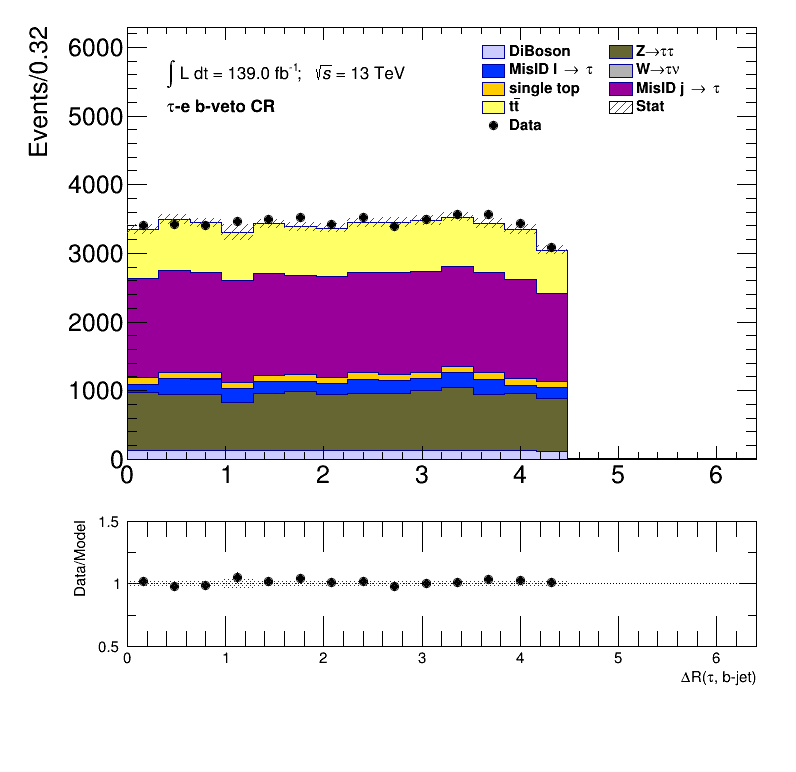 Events/0.32
6000
5000
4000
3000
2000
1000
0
∫ L dt = 139.0 fb⁻¹; √s = 13 TeV
τ-e b-veto CR
DiBoson
MisID l → τ
single top
tt̄
Data
Z→ττ
W→τν
MisID j → τ
Stat
0 1 2 3 4 5 6
Data/Model
1.5
1
0.5
0 1 2 3 4 5 6
ΔR(τ, b-jet)